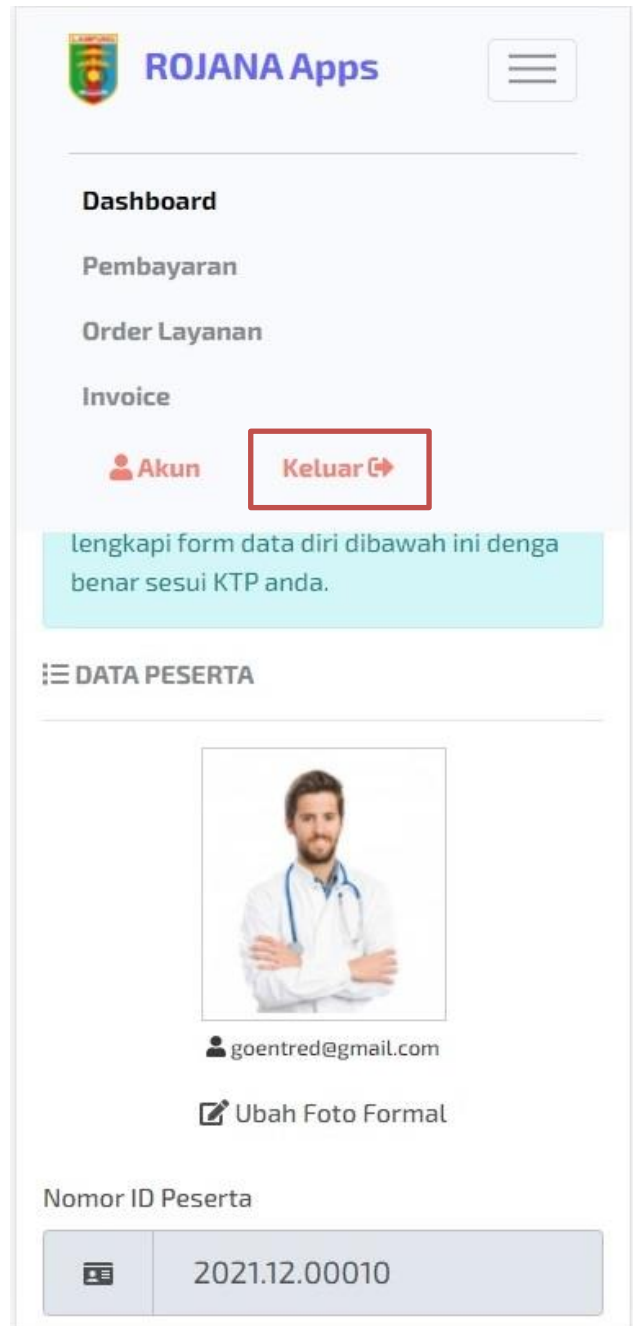 LAMPUNG
ROJANA Apps
Dashboard
Pembayaran
Order Layanan
Invoice
Akun
Keluar
lengkapi form data diri dibawah ini denga
benar sesui KTP anda.
DATA PESERTA
goentred@gmail.com
Ubah Foto Formal
Nomor ID Peserta
2021.12.00010